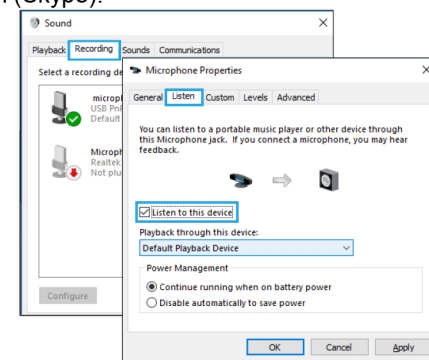 (Skype).
Sound
Playback Recording Sounds Communications
Select a recording de
microp
USB PnP
Default
Microph
Realtek
Not plu
Configure
Microphone Properties
General Listen Custom Levels Advanced
You can listen to a portable music player or other device through
this Microphone jack. If you connect a microphone, you may hear
feedback.
Listen to this device
Playback through this device:
Default Playback Device
Power Management
Continue running when on battery power
Disable automatically to save power
OK Cancel Apply